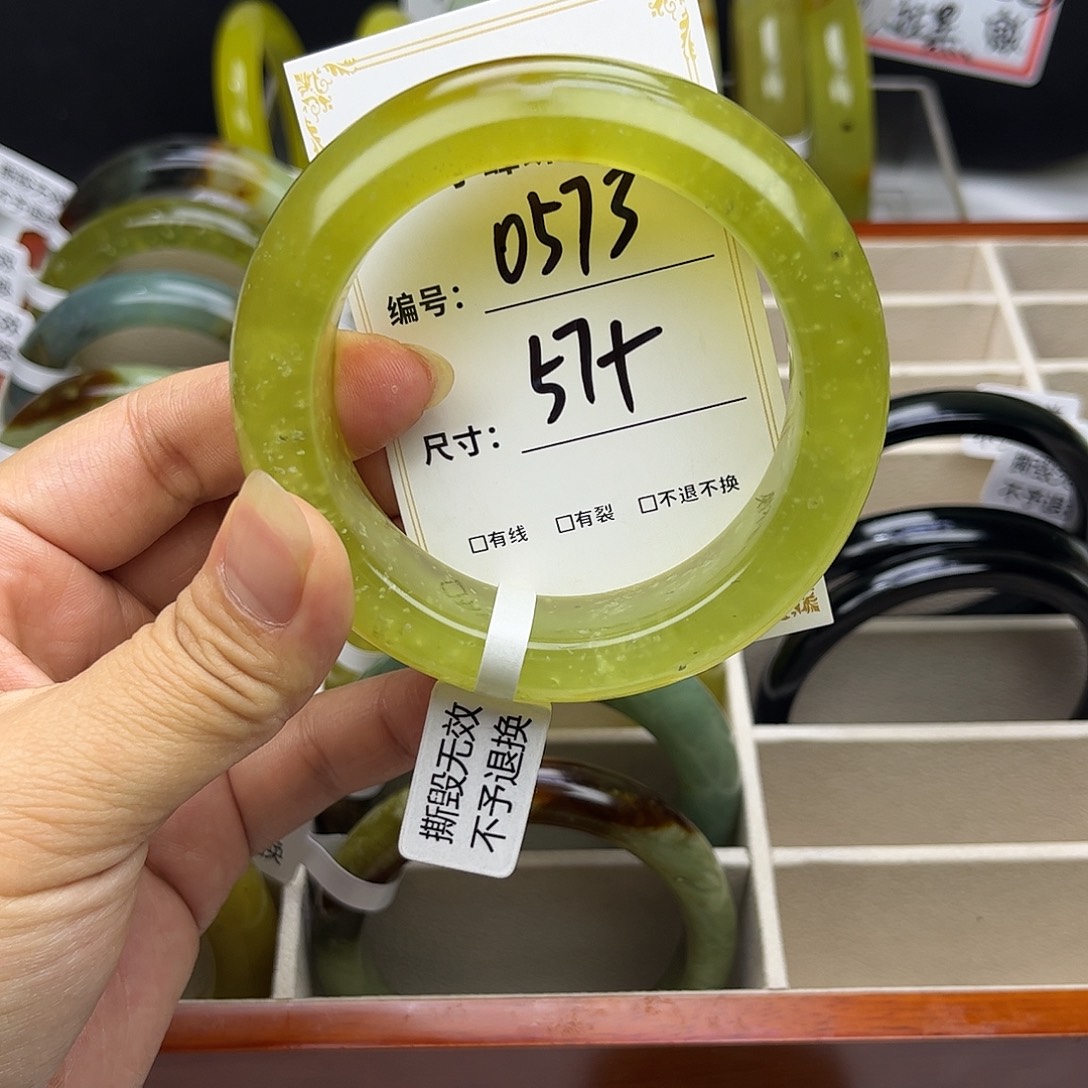 编号: 0573
尺寸: 57+
□有线 □有裂 □不退不换
撕毁无效
不予退换